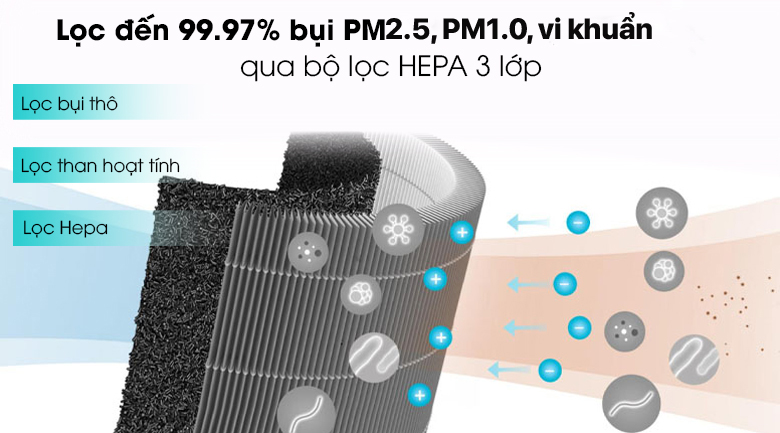 Lọc đến 99.97% bụi PM2.5, PM1.0, vi khuẩn
qua bộ lọc HEPA 3 lớp
Lọc bụi thô
Lọc than hoạt tính
Lọc Hepa